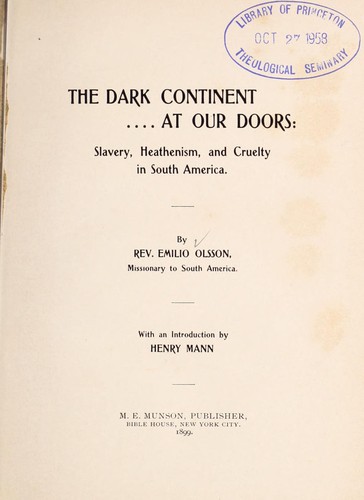 LIBRARY OF PRINCETON
OCT 27 1958
THEOLOGICAL SEMINARY
THE DARK CONTINENT
.... AT OUR DOORS:
Slavery, Heathenism, and Cruelty
in South America.
By
REV. EMILIO OLSSON,
Missionary to South America.
With an Introduction by
HENRY MANN
M. E. MUNSON, PUBLISHER,
BIBLE HOUSE, NEW YORK CITY.
1899.